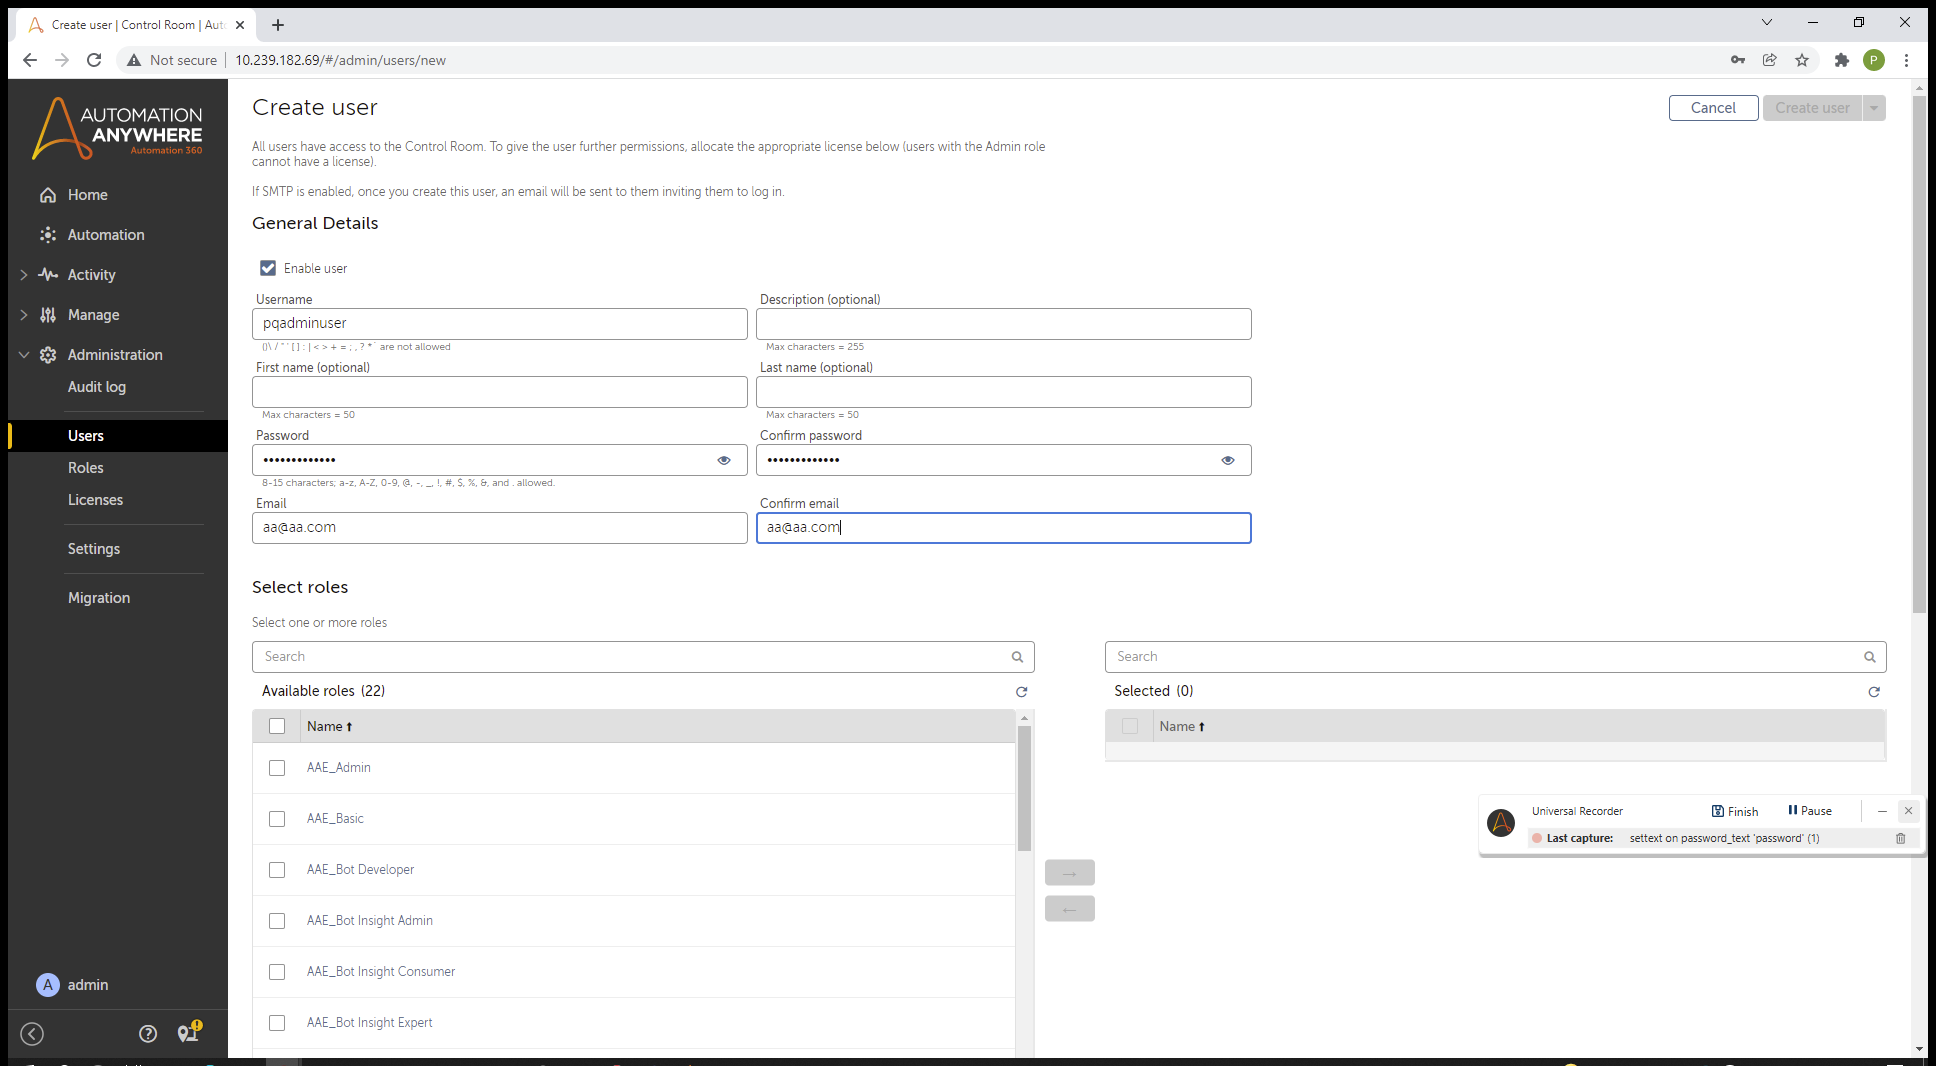 Create user | Control Room | Aut
Not secure
10.239.182.69/#/admin/users/new
P
AUTOMATION
ANYWHERE
Automation 360
Home
Automation
Activity
Manage
Administration
Audit log
Users
Roles
Licenses
Settings
Migration
A admin
Create user
Cancel
Create user
All users have access to the Control Room. To give the user further permissions, allocate the appropriate license below (users with the Admin role
cannot have a license).
If SMTP is enabled, once you create this user, an email will be sent to them inviting them to log in.
General Details
Enable user
Username
Description (optional)
pqadminuser
()\ / " ' [ ] : | < > + = ; , ? * ` are not allowed
Max characters = 255
First name (optional)
Last name (optional)
Max characters = 50
Max characters = 50
Password
Confirm password
•••••••••••••
•••••••••••••
8-15 characters; a-z, A-Z, 0-9, @, -, _, !, #, $, %, &, and . allowed.
Email
Confirm email
aa@aa.com
aa@aa.com
Select roles
Select one or more roles
Search
Search
Available roles (22)
Selected (0)
Name
Name
AAE_Admin
AAE_Basic
AAE_Bot Developer
AAE_Bot Insight Admin
AAE_Bot Insight Consumer
AAE_Bot Insight Expert
Universal Recorder
Finish
Pause
Last capture: settext on password_text 'password' (1)